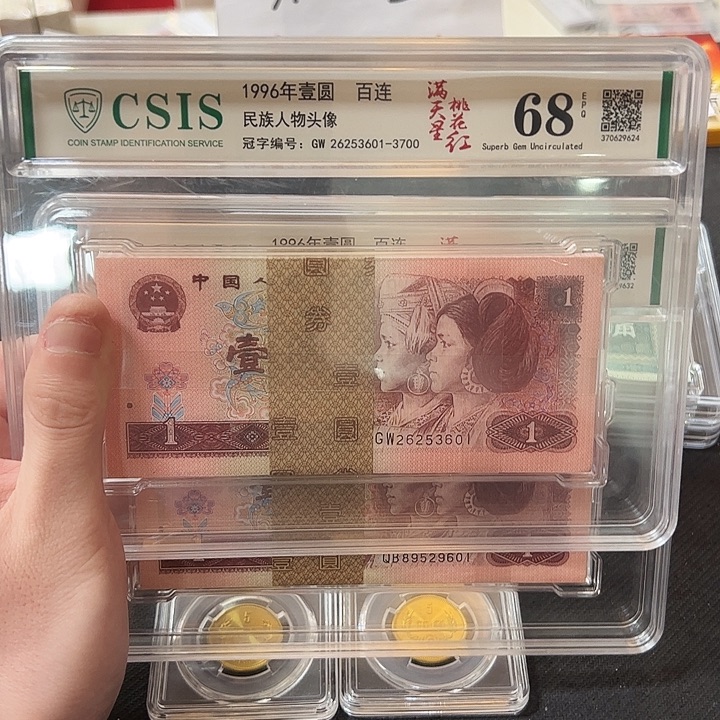 CSIS
COIN STAMP IDENTIFICATION SERVICE
1996年壹圆 百连
民族人物头像
冠字编号：GW 26253601-3700
满天星
桃花红
68
EPQ
Superb Gem Uncirculated
370629624
1996年壹圆 百连 满
9632
中国人
圆
券
壹
1
壹
圆
壹
1
GW26253601
1
QB89529601
圆